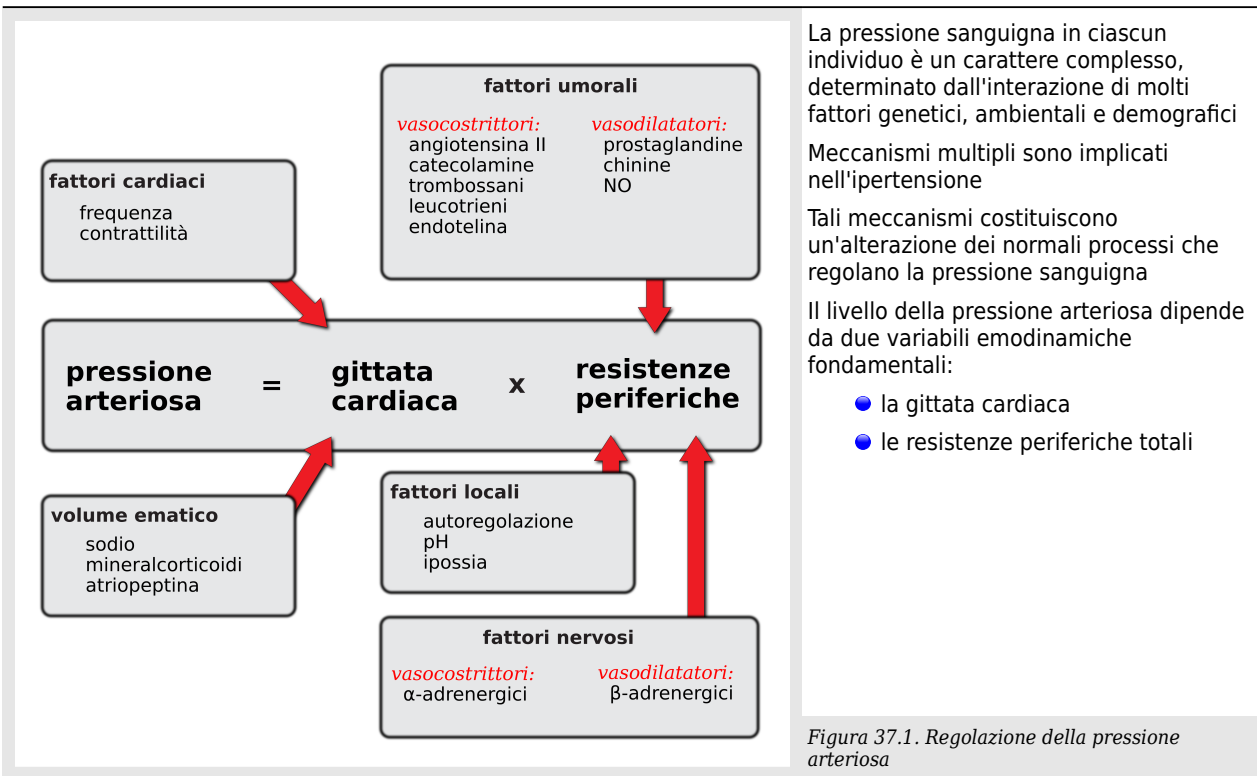 fattori umorali
vasocostrittori:
angiotensina II
catecolamine
trombossani
leucotrieni
endotelina
vasodilatatori:
prostaglandine
chinine
NO
fattori cardiaci
frequenza
contrattilità
pressione
arteriosa
=
gittata
cardiaca
x
resistenze
periferiche
volume ematico
sodio
mineralcorticoidi
atriopeptina
fattori locali
autoregolazione
pH
ipossia
fattori nervosi
vasocostrittori:
α-adrenergici
vasodilatatori:
β-adrenergici
La pressione sanguigna in ciascun
individuo è un carattere complesso,
determinato dall'interazione di molti
fattori genetici, ambientali e demografici
Meccanismi multipli sono implicati
nell'ipertensione
Tali meccanismi costituiscono
un'alterazione dei normali processi che
regolano la pressione sanguigna
Il livello della pressione arteriosa dipende
da due variabili emodinamiche
fondamentali:
la gittata cardiaca
le resistenze periferiche totali
Figura 37.1. Regolazione della pressione
arteriosa